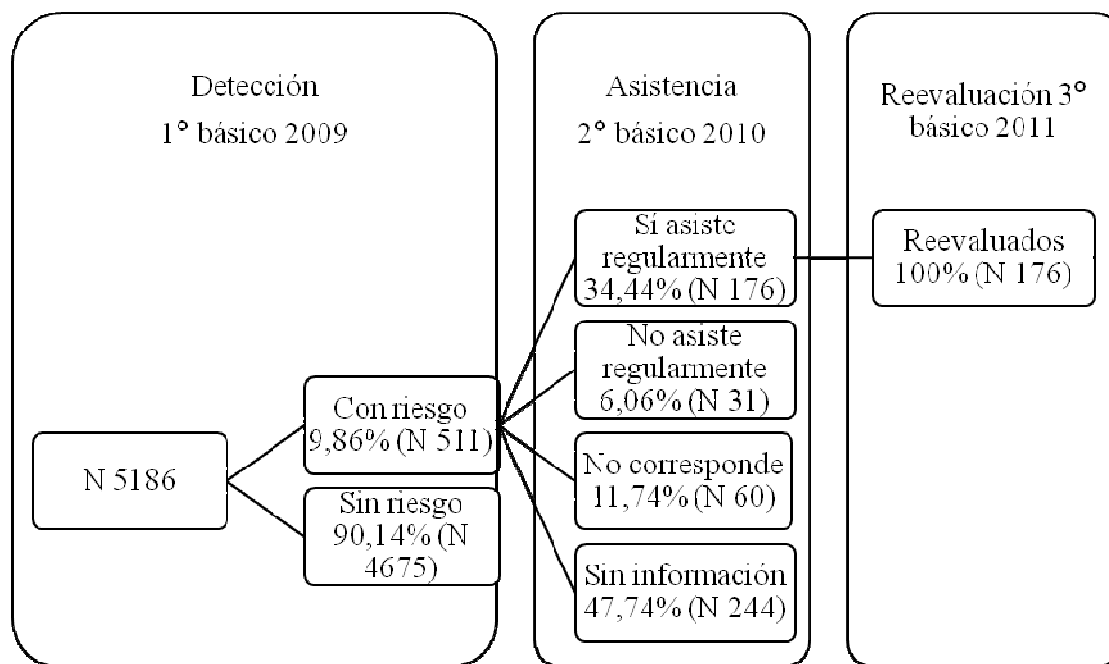 Detección
1° básico 2009
N 5186
Con riesgo
9,86% (N 511)
Sin riesgo
90,14% (N
4675)
Asistencia
2° básico 2010
Sí asiste
regularmente
34,44% (N 176)
No asiste
regularmente
6,06% (N 31)
No corresponde
11,74% (N 60)
Sin información
47,74% (N 244)
Reevaluación 3°
básico 2011
Reevaluados
100% (N 176)